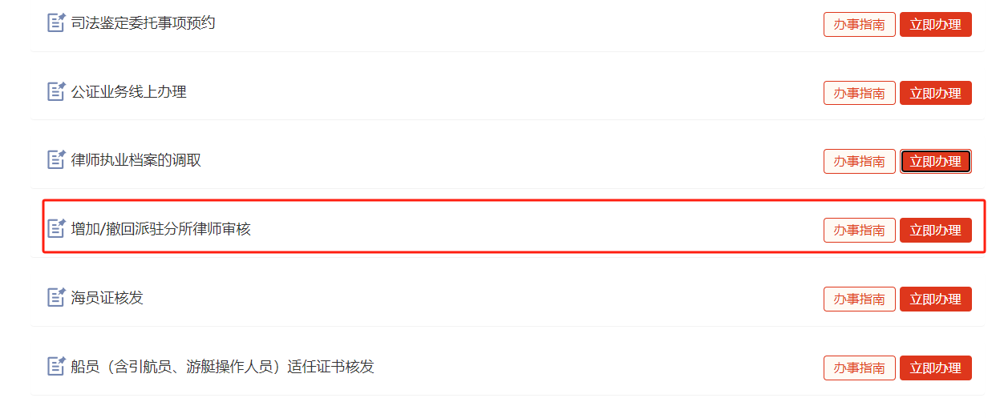 司法鉴定委托事项预约 办事指南 立即办理
公证业务线上办理 办事指南 立即办理
律师执业档案的调取 办事指南 立即办理
增加/撤回派驻分所律师审核 办事指南 立即办理
海员证核发 办事指南 立即办理
船员（含引航员、游艇操作人员）适任证书核发 办事指南 立即办理